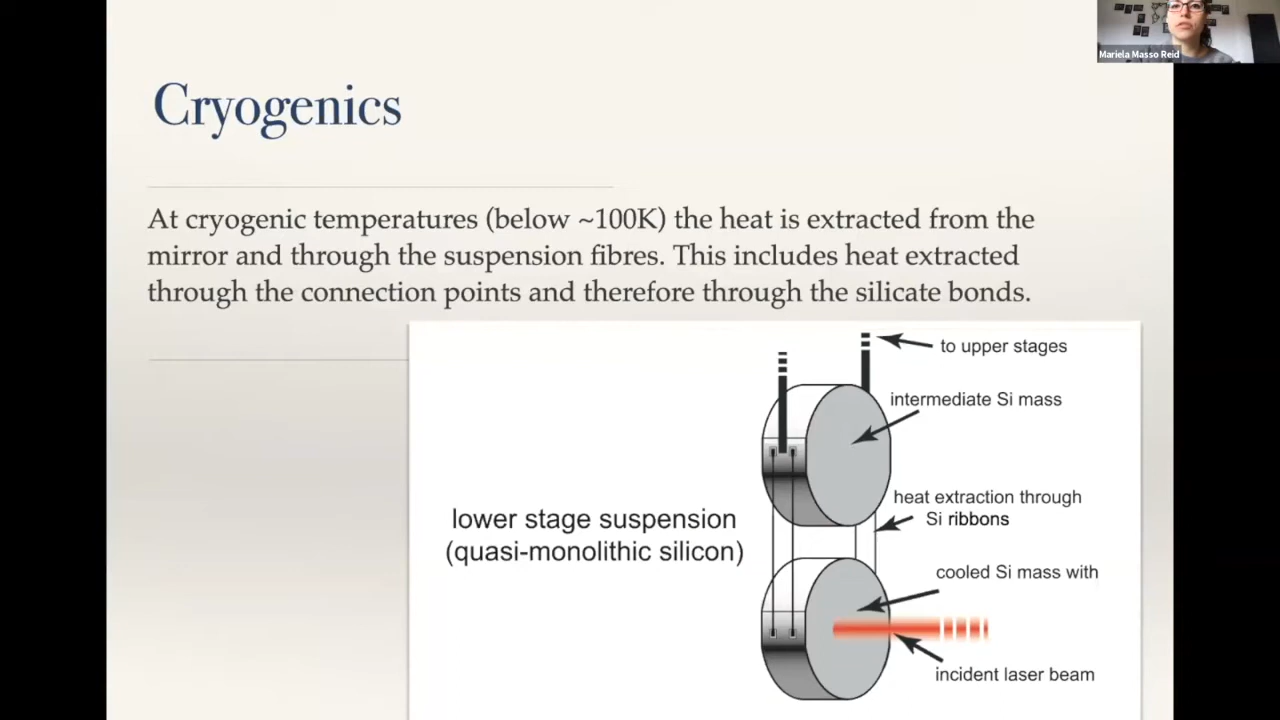 Mariela Masso Reid
Cryogenics
At cryogenic temperatures (below ~100K) the heat is extracted from the
mirror and through the suspension fibres. This includes heat extracted
through the connection points and therefore through the silicate bonds.
to upper stages
intermediate Si mass
heat extraction through
Si ribbons
lower stage suspension
(quasi-monolithic silicon)
cooled Si mass with
incident laser beam